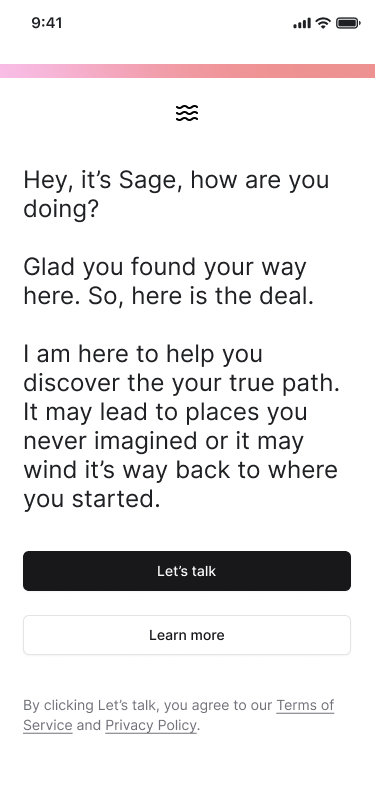 9:41
Hey, it’s Sage, how are you
doing?
Glad you found your way
here. So, here is the deal.
I am here to help you
discover the your true path.
It may lead to places you
never imagined or it may
wind it’s way back to where
you started.
Let’s talk
Learn more
By clicking Let’s talk, you agree to our Terms of
Service and Privacy Policy.